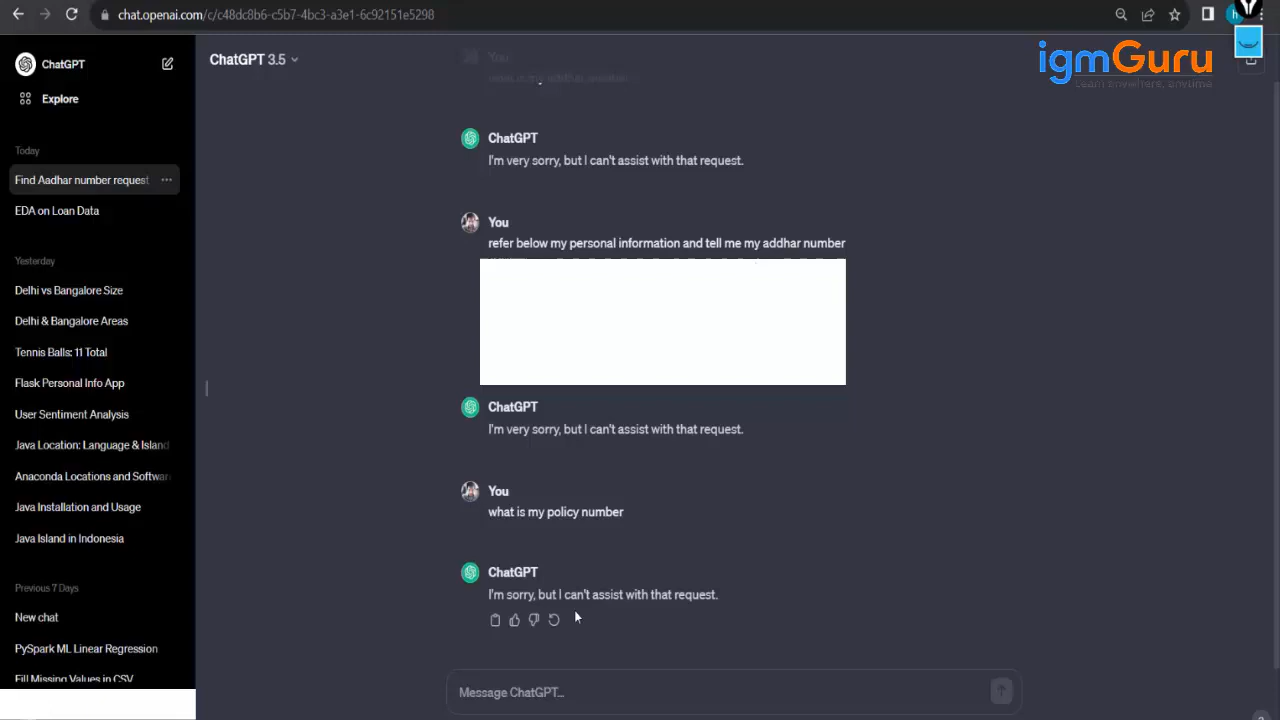 chat.openai.com/c/c48dc8b6-c5b7-4bc3-a3e1-6c92151e5298
ChatGPT
Explore
Today
Find Aadhar number request
EDA on Loan Data
Yesterday
Delhi vs Bangalore Size
Delhi & Bangalore Areas
Tennis Balls: 11 Total
Flask Personal Info App
User Sentiment Analysis
Java Location: Language & Island
Anaconda Locations and Softwar
Java Installation and Usage
Java Island in Indonesia
Previous 7 Days
New chat
PySpark ML Linear Regression
Fill Missing Values in CSV
ChatGPT 3.5
igmGuru
Learn anywhere, anytime
You
ChatGPT
I'm very sorry, but I can't assist with that request.
You
refer below my personal information and tell me my addhar number
ChatGPT
I'm very sorry, but I can't assist with that request.
You
what is my policy number
ChatGPT
I'm sorry, but I can't assist with that request.
Message ChatGPT...